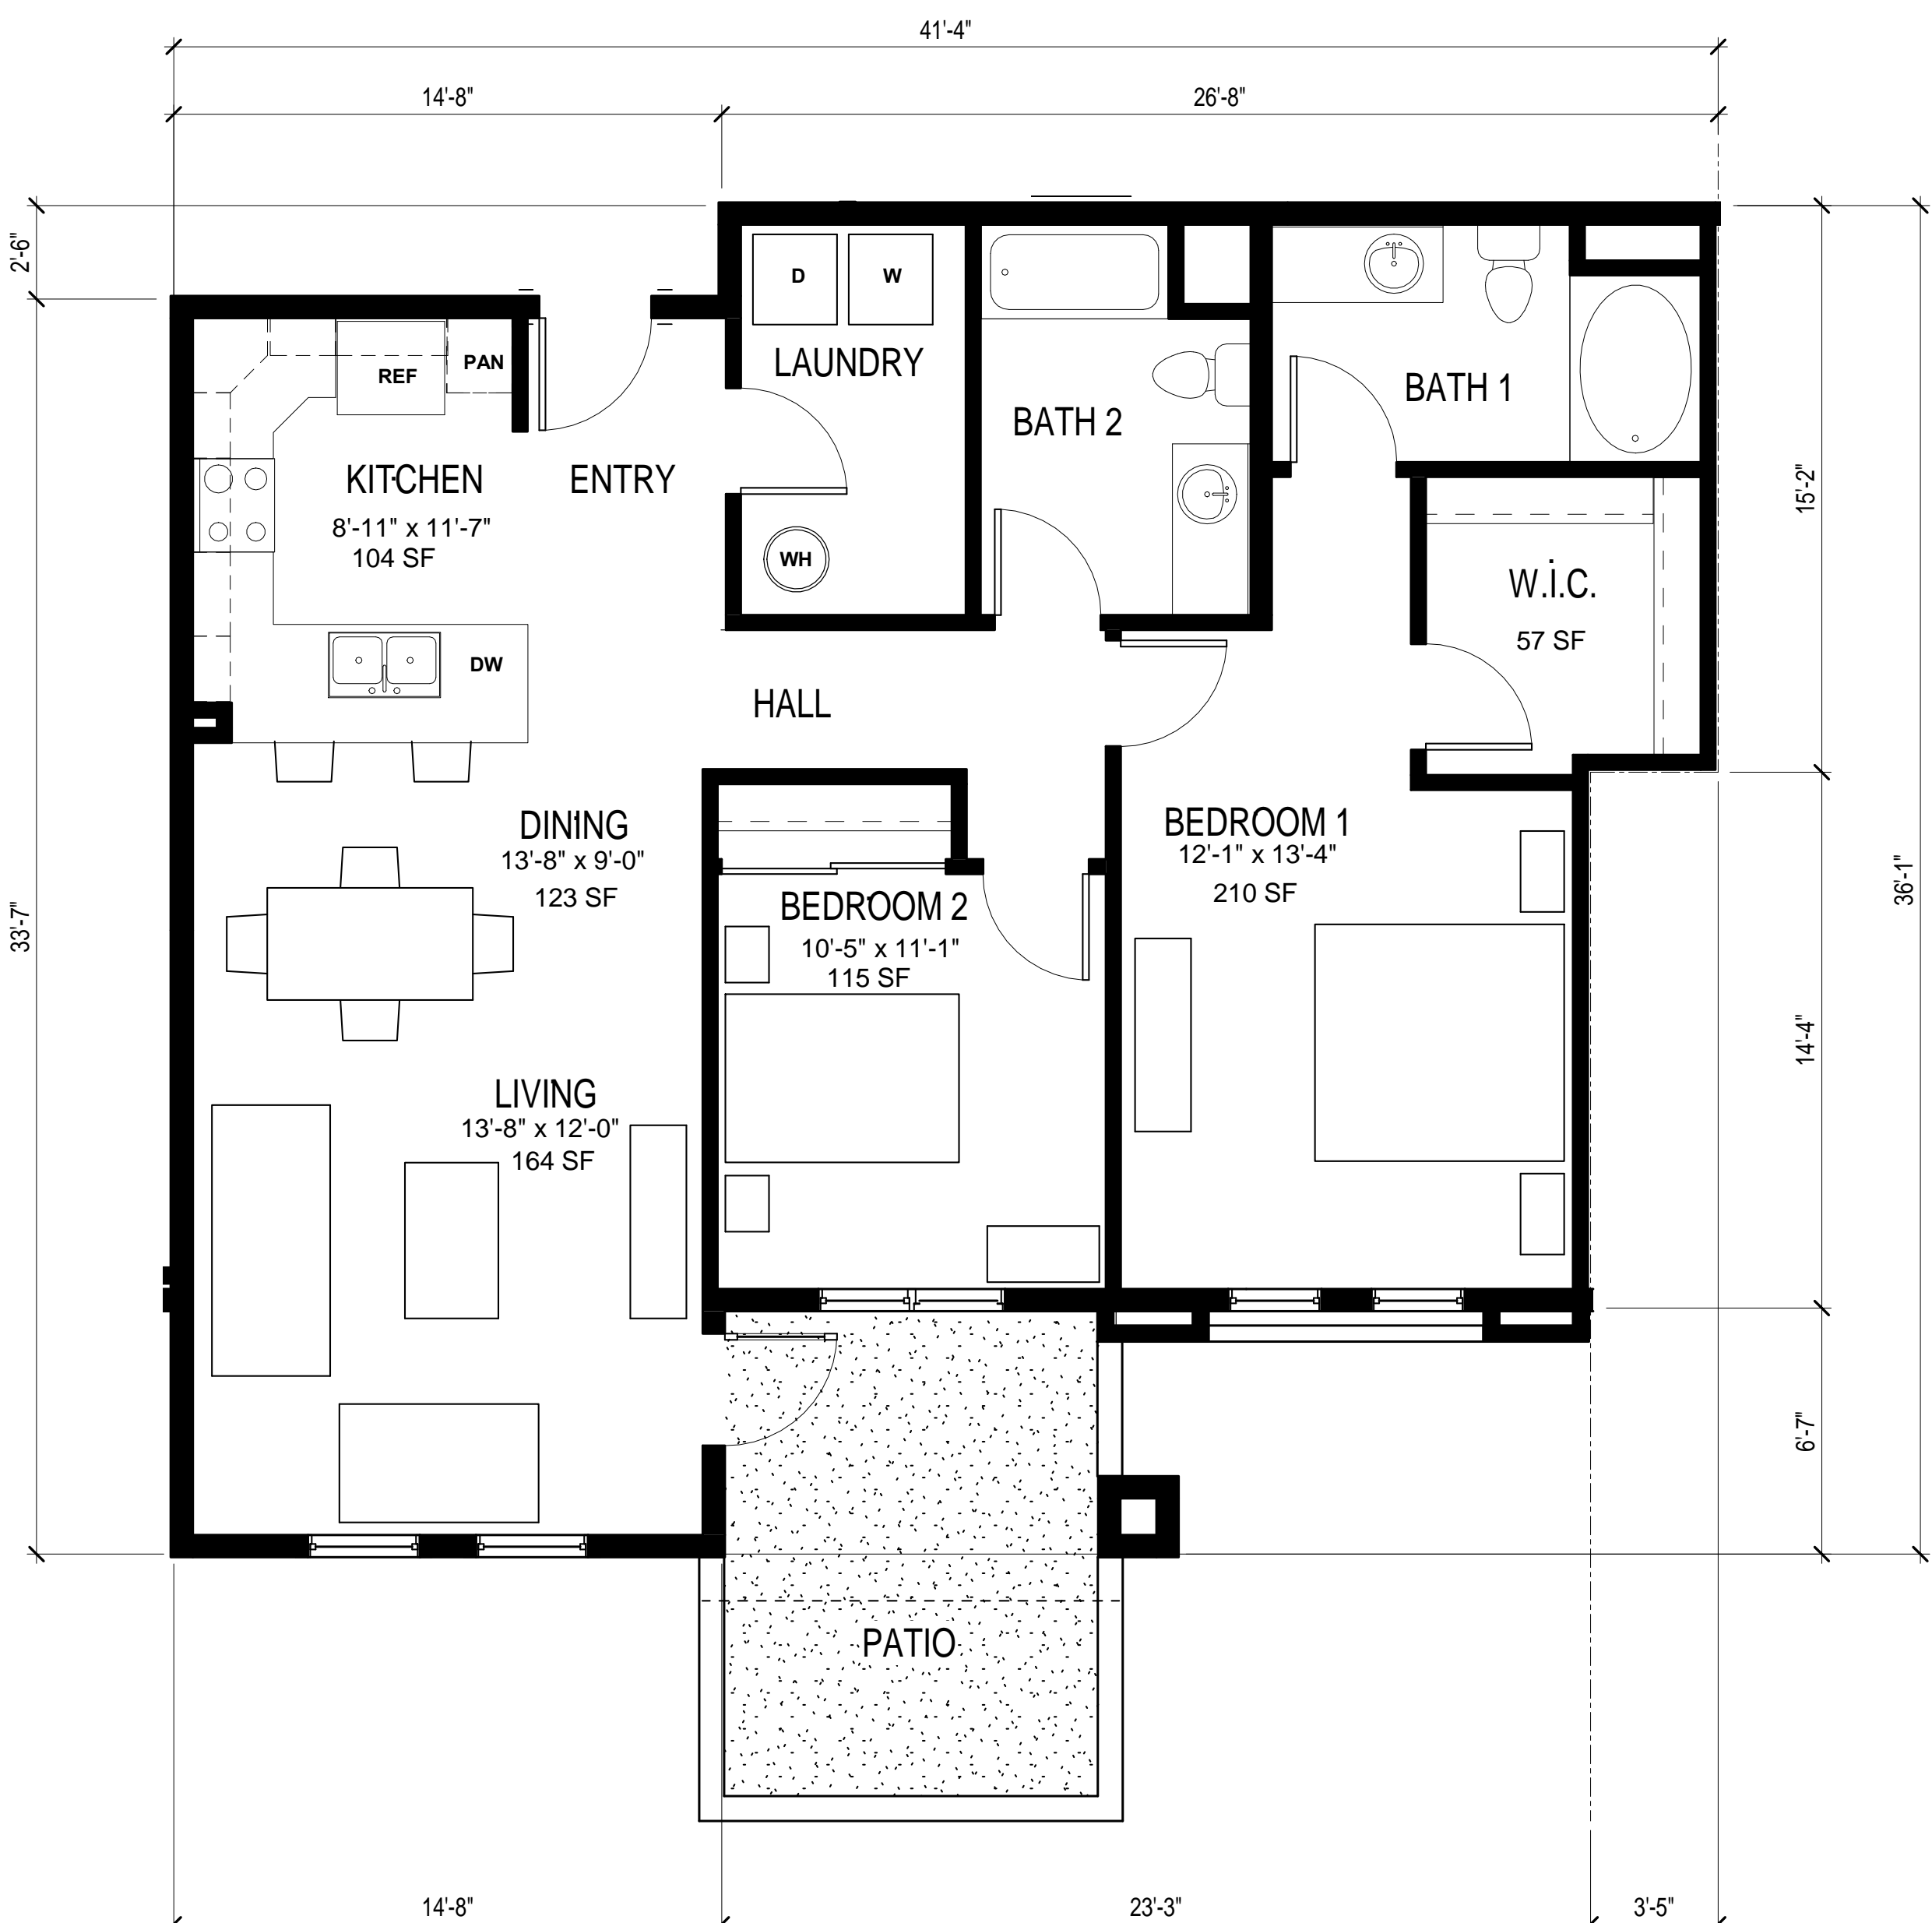 41'-4"
14'-8"
26'-8"
2'-6"
33'-7"
15'-2"
14'-4"
6'-7"
36'-1"
D
W
LAUNDRY
REF
PAN
BATH 1
BATH 2
KITCHEN
8'-11" x 11'-7"
104 SF
ENTRY
WH
W.I.C.
57 SF
DW
HALL
DINING
13'-8" x 9'-0"
123 SF
BEDROOM 1
12'-1" x 13'-4"
210 SF
BEDROOM 2
10'-5" x 11'-1"
115 SF
LIVING
13'-8" x 12'-0"
164 SF
PATIO
14'-8"
23'-3"
3'-5"